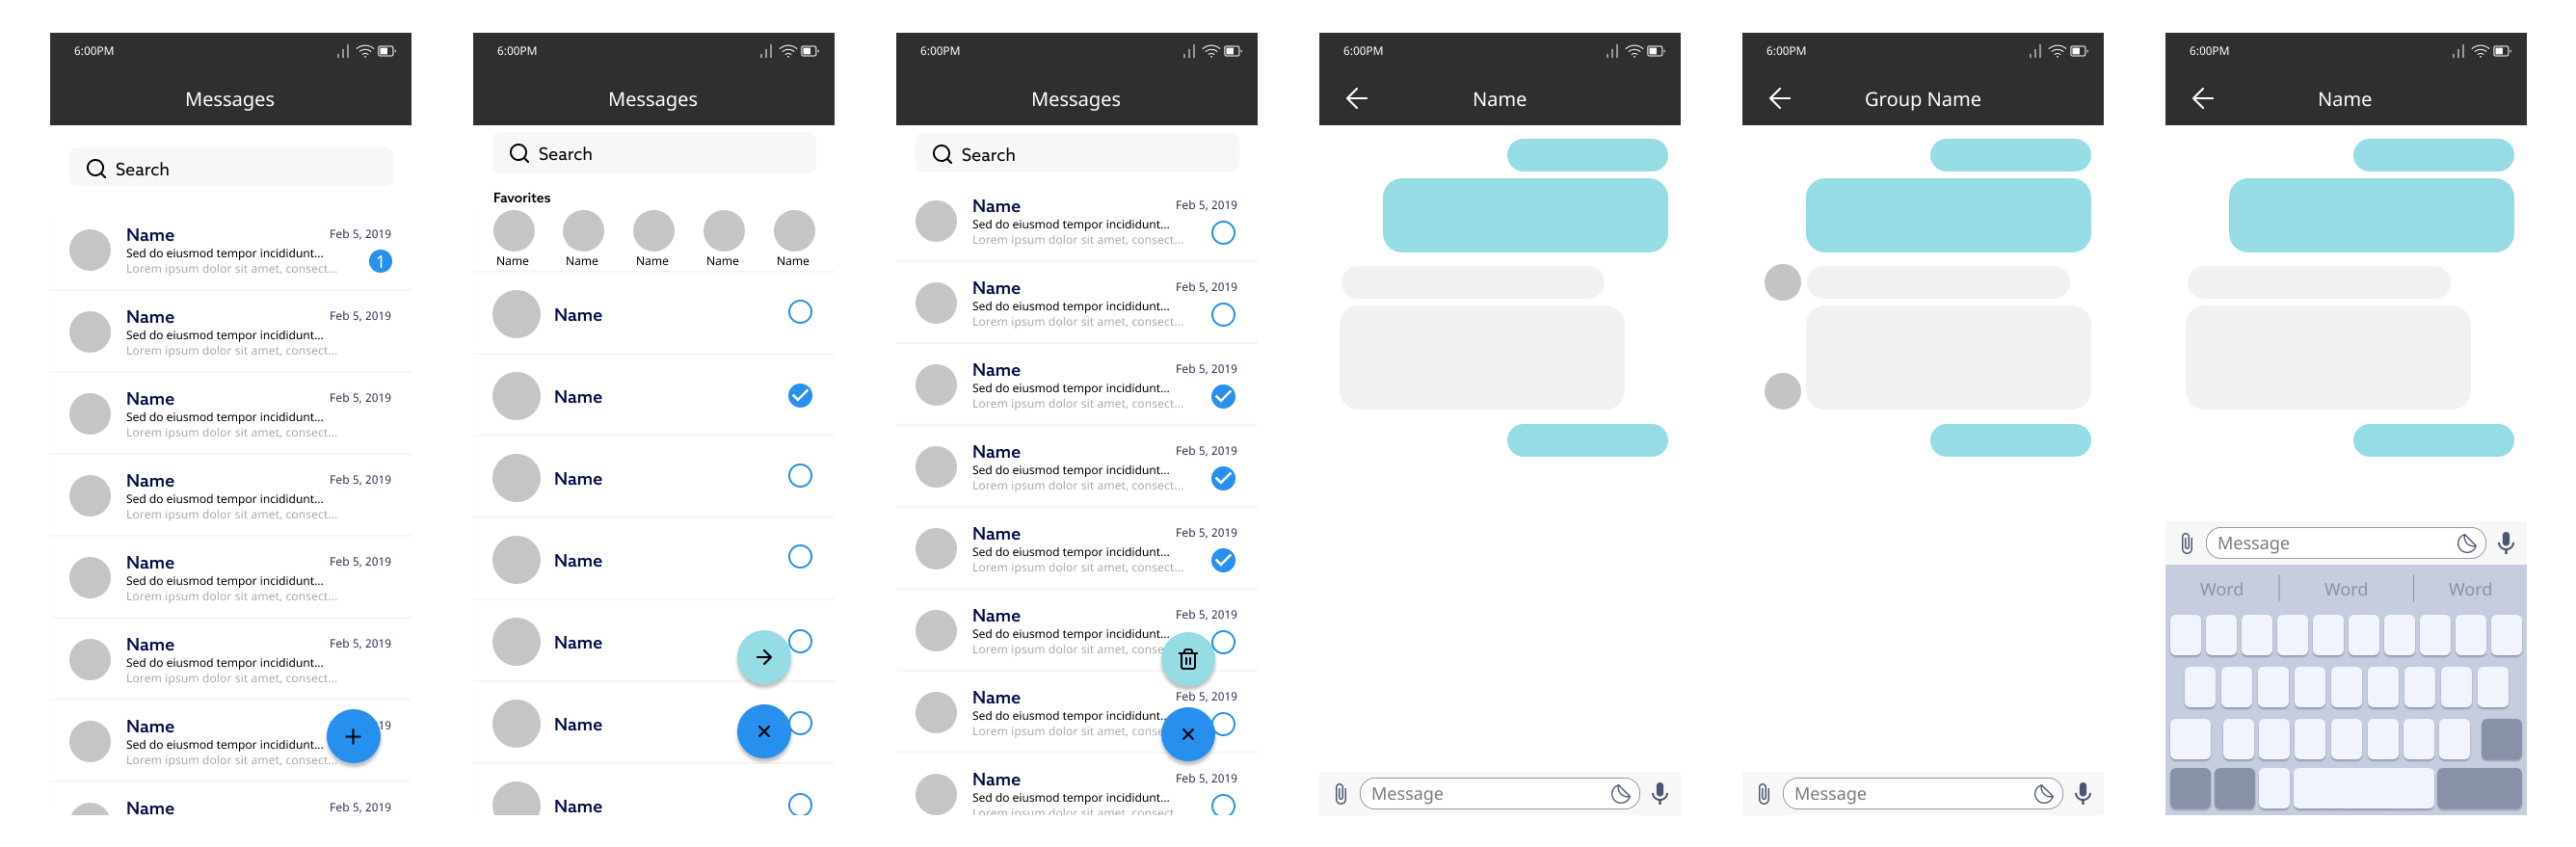 6:00PM
Messages
Search
Name
Feb 5, 2019
Sed do eiusmod tempor incididunt...
1
Lorem ipsum dolor sit amet, consect...
Name
Feb 5, 2019
Sed do eiusmod tempor incididunt...
Lorem ipsum dolor sit amet, consect...
Name
Feb 5, 2019
Sed do eiusmod tempor incididunt...
Lorem ipsum dolor sit amet, consect...
Name
Feb 5, 2019
Sed do eiusmod tempor incididunt...
Lorem ipsum dolor sit amet, consect...
Name
Feb 5, 2019
Sed do eiusmod tempor incididunt...
Lorem ipsum dolor sit amet, consect...
Name
Feb 5, 2019
Sed do eiusmod tempor incididunt...
Lorem ipsum dolor sit amet, consect...
Name
19
Sed do eiusmod tempor incididunt...
Lorem ipsum dolor sit amet, consect...
Name
Feb 5, 2019
6:00PM
Messages
Search
Favorites
Name Name Name Name Name
Name
Name
Name
Name
Name
Name
Name
6:00PM
Messages
Search
Name
Feb 5, 2019
Sed do eiusmod tempor incididunt...
Lorem ipsum dolor sit amet, consect...
Name
Feb 5, 2019
Sed do eiusmod tempor incididunt...
Lorem ipsum dolor sit amet, consect...
Name
Feb 5, 2019
Sed do eiusmod tempor incididunt...
Lorem ipsum dolor sit amet, consect...
Name
Feb 5, 2019
Sed do eiusmod tempor incididunt...
Lorem ipsum dolor sit amet, consect...
Name
Feb 5, 2019
Sed do eiusmod tempor incididunt...
Lorem ipsum dolor sit amet, consect...
Name
Feb 5, 2019
Sed do eiusmod tempor incididunt...
Lorem ipsum dolor sit amet, conse
Name
Feb 5, 2019
Sed do eiusmod tempor incididunt...
Lorem ipsum dolor sit amet, conse
Name
Feb 5, 2019
Sed do eiusmod tempor incididunt...
Lorem ipsum dolor sit amet, consect...
6:00PM
Name
Message
6:00PM
Group Name
Message
6:00PM
Name
Message
Word Word Word